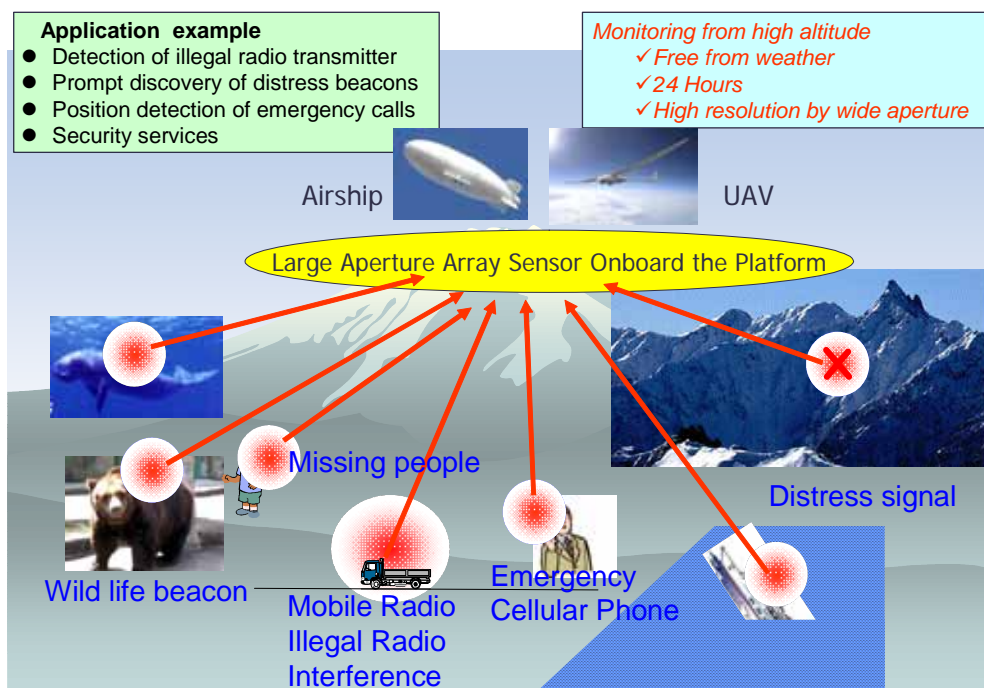 Application example
● Detection of illegal radio transmitter
● Prompt discovery of distress beacons
● Position detection of emergency calls
● Security services
Monitoring from high altitude
✓Free from weather
✓24 Hours
✓High resolution by wide aperture
Airship
UAV
Large Aperture Array Sensor Onboard the Platform
Missing people
Distress signal
Wild life beacon
Mobile Radio
Illegal Radio
Interference
Emergency
Cellular Phone